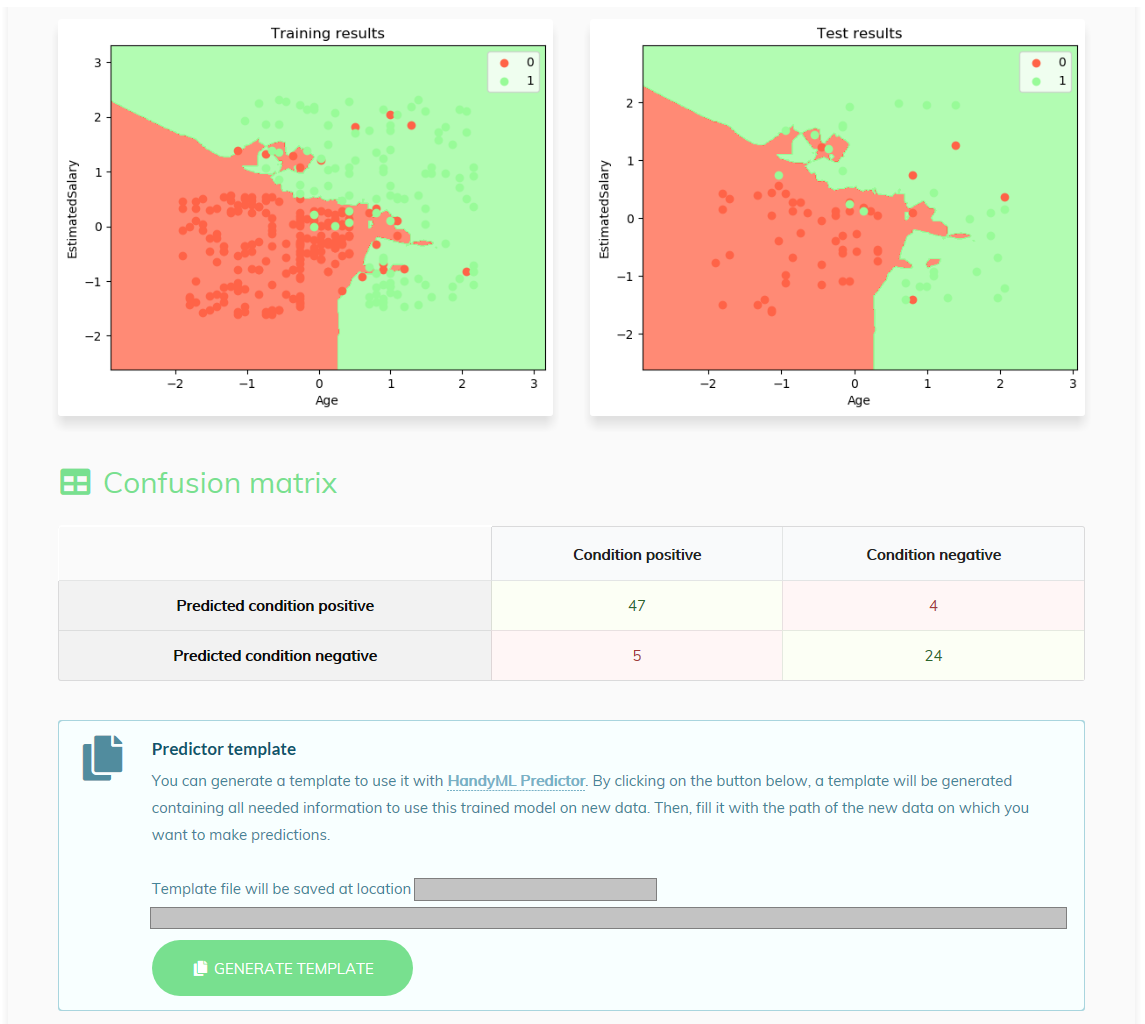 Training results
3
2
1
0
−1
−2
EstimatedSalary
0
1
−2
−1
0
1
2
3
Age
Test results
2
1
0
−1
−2
EstimatedSalary
0
1
−2
−1
0
1
2
3
Age
Confusion matrix
Condition positive Condition negative
Predicted condition positive 47 4
Predicted condition negative 5 24
Predictor template
You can generate a template to use it with HandyML Predictor. By clicking on the button below, a template will be generated
containing all needed information to use this trained model on new data. Then, fill it with the path of the new data on which you
want to make predictions.
Template file will be saved at location
GENERATE TEMPLATE